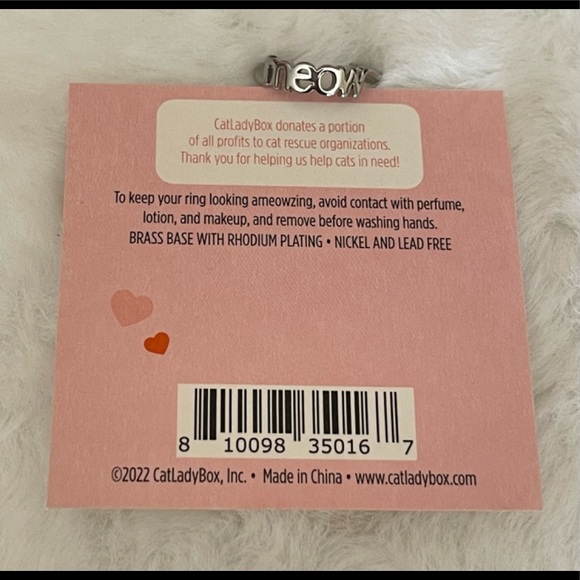 meow
CatLadyBox donates a portion
of all profits to cat rescue organizations.
Thank you for helping us help cats in need!
To keep your ring looking ameowzing, avoid contact with perfume,
lotion, and makeup, and remove before washing hands.
BRASS BASE WITH RHODIUM PLATING • NICKEL AND LEAD FREE
8 10098 35016 7
©2022 CatLadyBox, Inc. • Made in China • www.catladybox.com